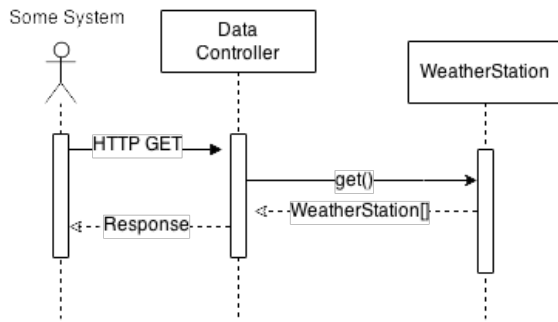 Some System
Data
Controller
WeatherStation
HTTP GET
get()
WeatherStation[]
Response